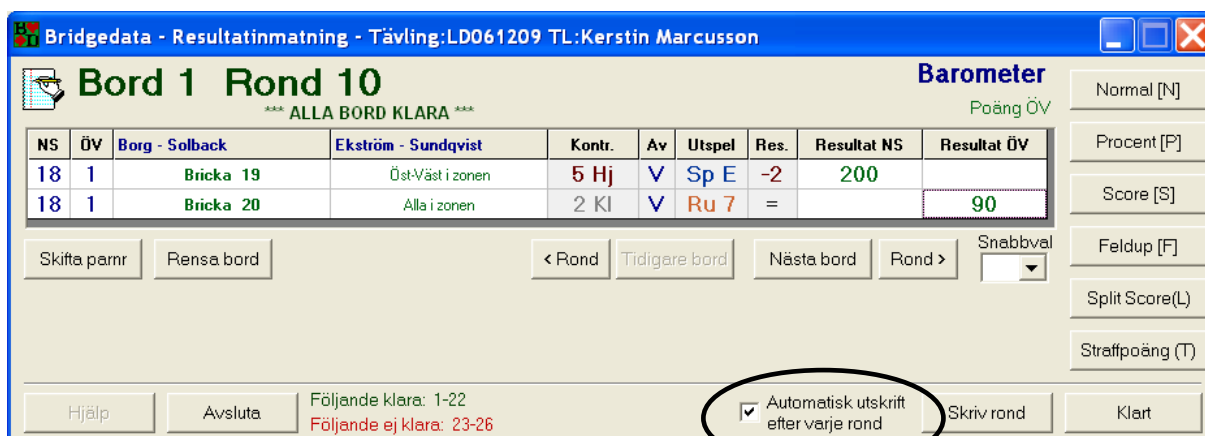 Bridgedata - Resultatinmatning - Tävling:LD061209 TL:Kerstin Marcusson
Bord 1 Rond 10
*** ALLA BORD KLARA ***
Barometer
Poäng ÖV
NS ÖV Borg - Solback Ekström - Sundqvist Kontr. Av Utspel Res. Resultat NS Resultat ÖV
18 1 Bricka 19 Öst-Väst i zonen 5 Hj V Sp E -2 200
18 1 Bricka 20 Alla i zonen 2 Kl V Ru 7 = 90
Skifta parnr Rensa bord < Rond Tidigare bord Nästa bord Rond > Snabbval
Normal [N]
Procent [P]
Score [S]
Feldup [F]
Split Score(L)
Straffpoäng (T)
Hjälp Avsluta
Följande klara: 1-22
Följande ej klara: 23-26
Automatisk utskrift
efter varje rond
Skriv rond Klart